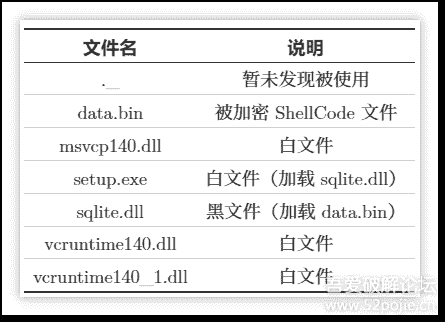 文件名 说明
._ 暂未发现被使用
data.bin 被加密 ShellCode 文件
msvcp140.dll 白文件
setup.exe 白文件（加载 sqlite.dll）
sqlite.dll 黑文件（加载 data.bin）
vcruntime140.dll 白文件
vcruntime140_1.dll 白文件
吾爱破解论坛
www.52pojie.cn